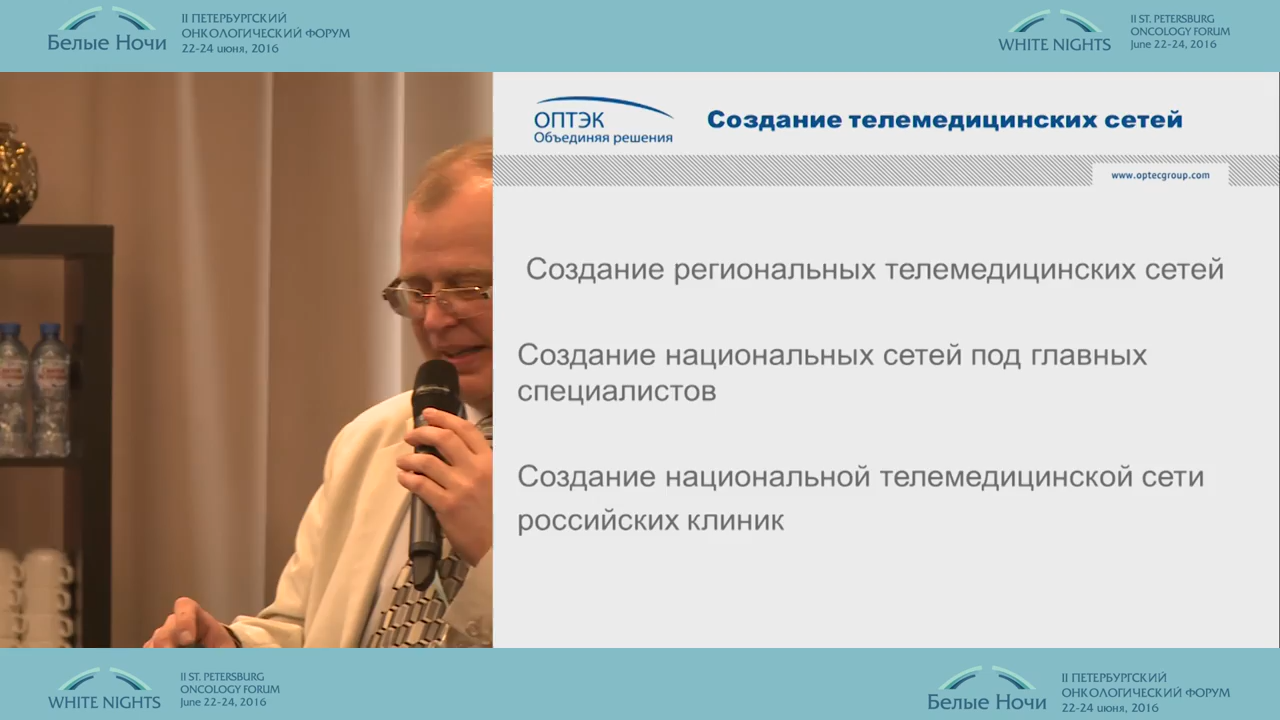 Белые Ночи
II ПЕТЕРБУРГСКИЙ
ОНКОЛОГИЧЕСКИЙ ФОРУМ
22-24 июня, 2016
WHITE NIGHTS
II ST. PETERSBURG
ONCOLOGY FORUM
June 22-24, 2016
ОПТЭК
Объединяя решения
Создание телемедицинских сетей
www.optecgroup.com
Создание региональных телемедицинских сетей
Создание национальных сетей под главных
специалистов
Создание национальной телемедицинской сети
российских клиник
WHITE NIGHTS
II ST. PETERSBURG
ONCOLOGY FORUM
June 22-24, 2016
Белые Ночи
II ПЕТЕРБУРГСКИЙ
ОНКОЛОГИЧЕСКИЙ ФОРУМ
22-24 июня, 2016